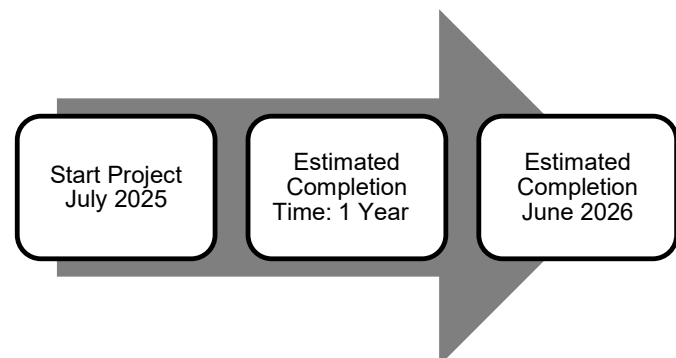 Start Project
July 2025
Estimated
Completion
Time: 1 Year
Estimated
Completion
June 2026